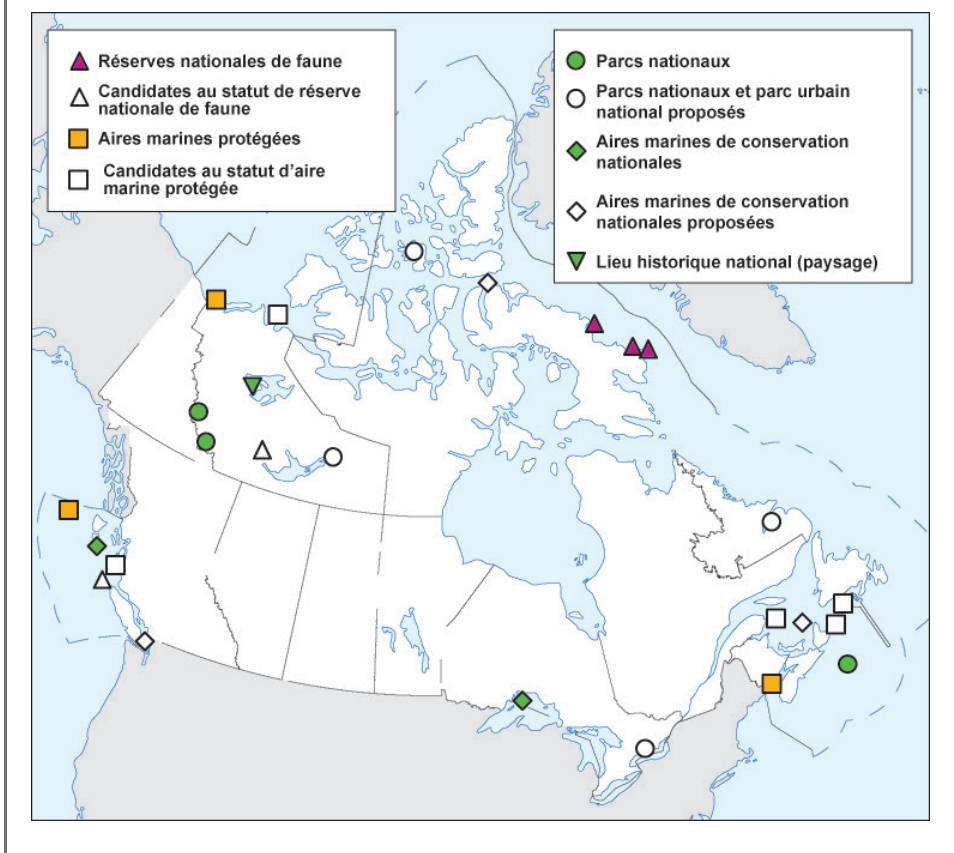 Réserves nationales de faune
Candidates au statut de réserve
nationale de faune
Aires marines protégées
Candidates au statut d'aire
marine protégée
Parcs nationaux
Parcs nationaux et parc urbain
national proposés
Aires marines de conservation
nationales
Aires marines de conservation
nationales proposées
Lieu historique national (paysage)